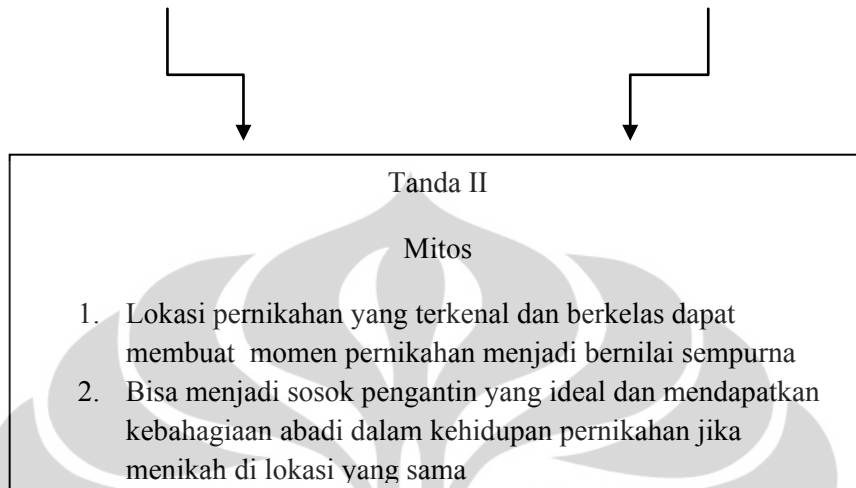 Tanda II
Mitos
1. Lokasi pernikahan yang terkenal dan berkelas dapat
membuat momen pernikahan menjadi bernilai sempurna
2. Bisa menjadi sosok pengantin yang ideal dan mendapatkan
kebahagiaan abadi dalam kehidupan pernikahan jika
menikah di lokasi yang sama